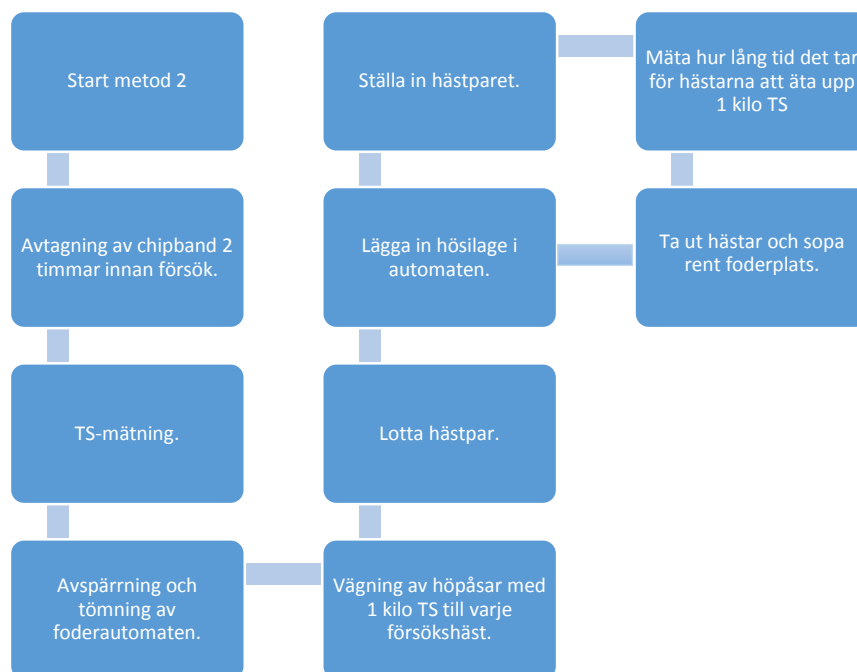 Start metod 2
Avtagning av chipband 2
timmar innan försök.
TS-mätning.
Avspärrning och
tömning av
foderautomaten.
Vägning av höpåsar med
1 kilo TS till varje
försökshäst.
Lotta hästpar.
Lägga in hösilage i
automaten.
Ställa in hästparet.
Mäta hur lång tid det tar
för hästarna att äta upp
1 kilo TS
Ta ut hästar och sopa
rent foderplats.